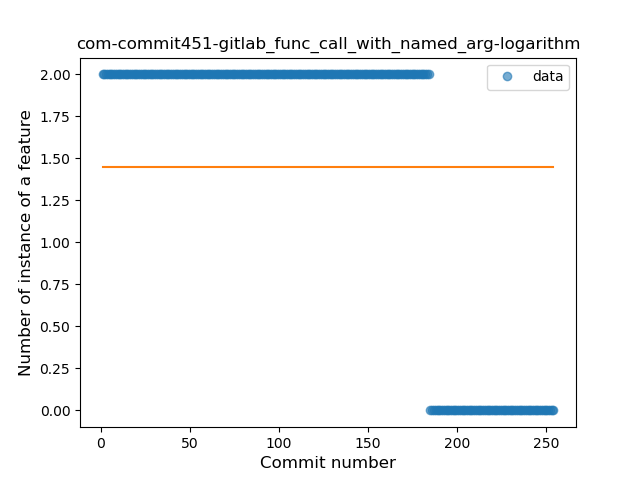 com-commit451-gitlab_func_call_with_named_arg-logarithm
data
Number of instance of a feature
2.00
1.75
1.50
1.25
1.00
0.75
0.50
0.25
0.00
0 50 100 150 200 250
Commit number